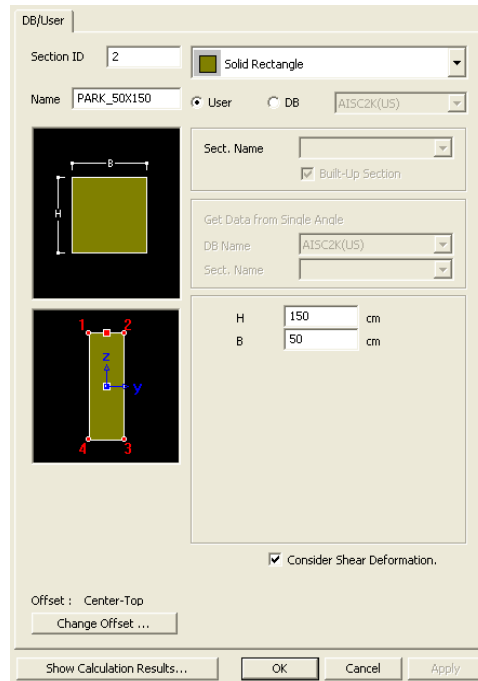 DB/User
Section ID 2 Solid Rectangle
Name PARK_50X150 User DB AISC2K(US)
Sect. Name
Built-Up Section
B
H
Get Data from Single Angle
DB Name AISC2K(US)
Sect. Name
H 150 cm
B 50 cm
1 2
z
y
4 3
Consider Shear Deformation.
Offset : Center-Top
Change Offset ...
Show Calculation Results... OK Cancel Apply